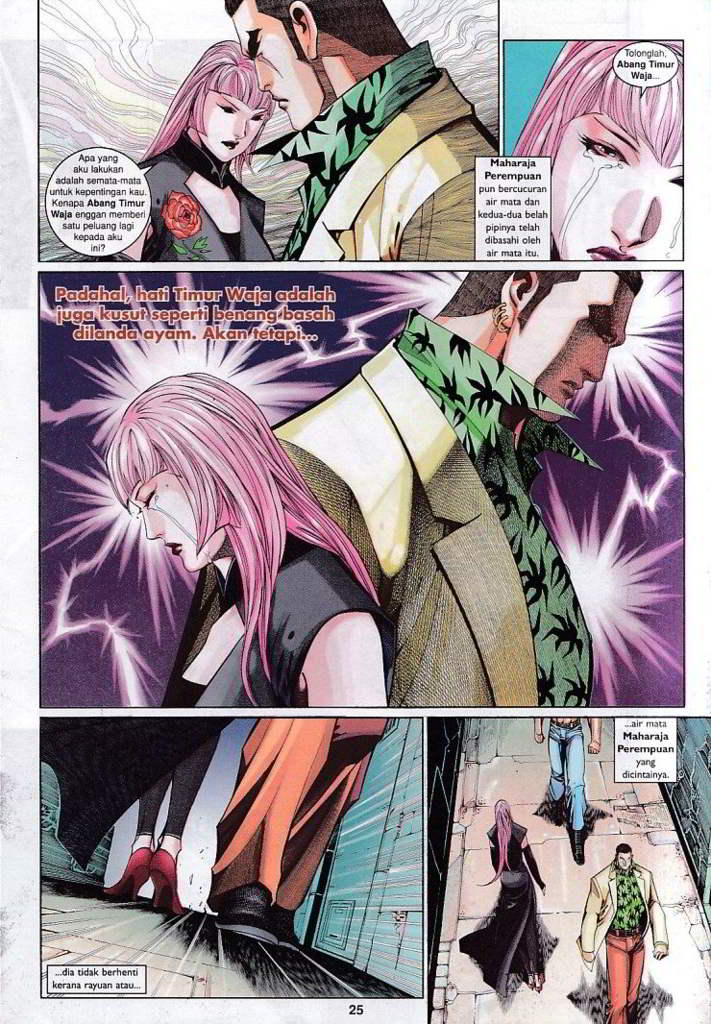 Apa yang
aku lakukan
adalah semata-mata
untuk kepentingan kau.
Kenapa Abang Timur
Waja enggan memberi
satu peluang lagi
kepada aku
ini?
Tolonglah,
Abang Timur
Waja...
Maharaja
Perempuan
pun bercucuran
air mata dan
kedua-dua belah
pipinya telah
dibasahi oleh
air mata itu.
Padahal, hati Timur Waja adalah
juga kusut seperti benang basah
dilanda ayam. Akan tetapi...
...dia tidak berhenti
kerana rayuan atau...
...air mata
Maharaja
Perempuan
yang
dicintainya.
25